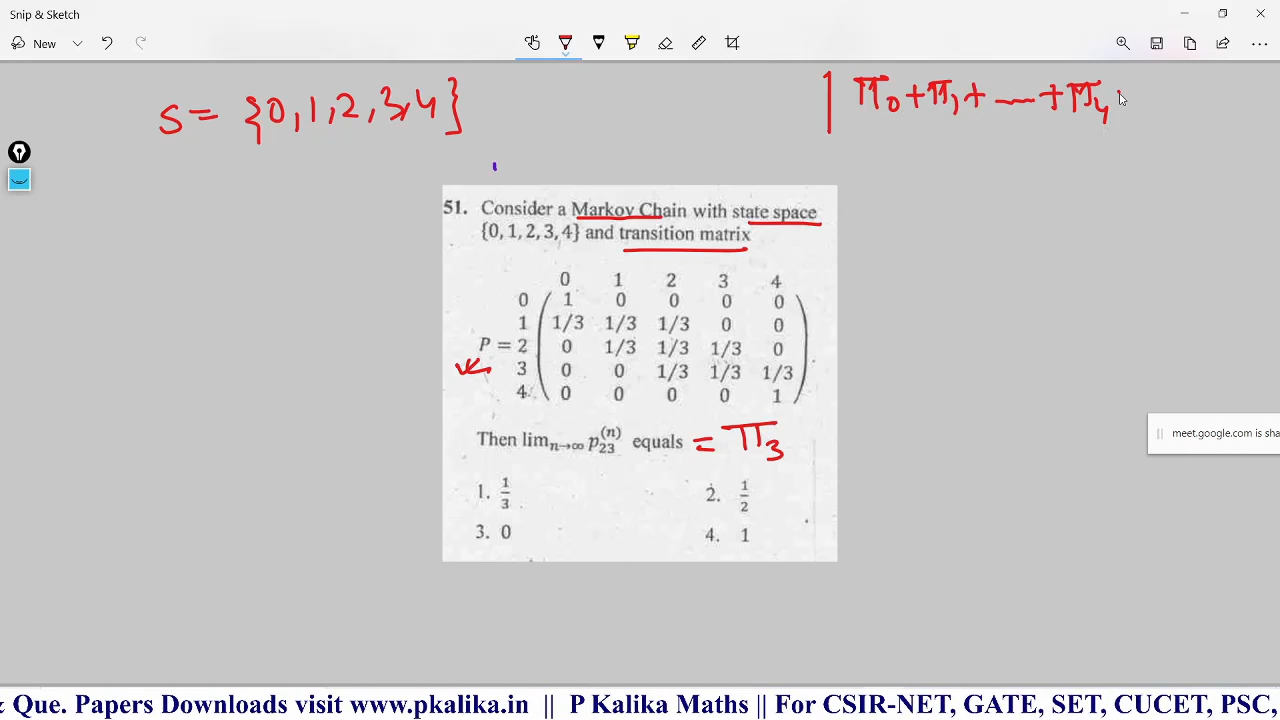 Snip & Sketch
New
S = {0, 1, 2, 3, 4}
| π₀ + π₁ + ---- + π₄
51. Consider a Markov Chain with state space
{0, 1, 2, 3, 4} and transition matrix
0 1 2 3 4
0 1 0 0 0 0
1 1/3 1/3 1/3 0 0
P = 2 0 1/3 1/3 1/3 0
3 0 0 1/3 1/3 1/3
4 0 0 0 0 1
Then lim n→∞ p₂₃⁽ⁿ⁾ equals = π₃
1. 1/3 2. 1/2
3. 0 4. 1
meet.google.com is sha
& Que. Papers Downloads visit www.pkalika.in || P Kalika Maths || For CSIR-NET, GATE, SET, CUCET, PSC,